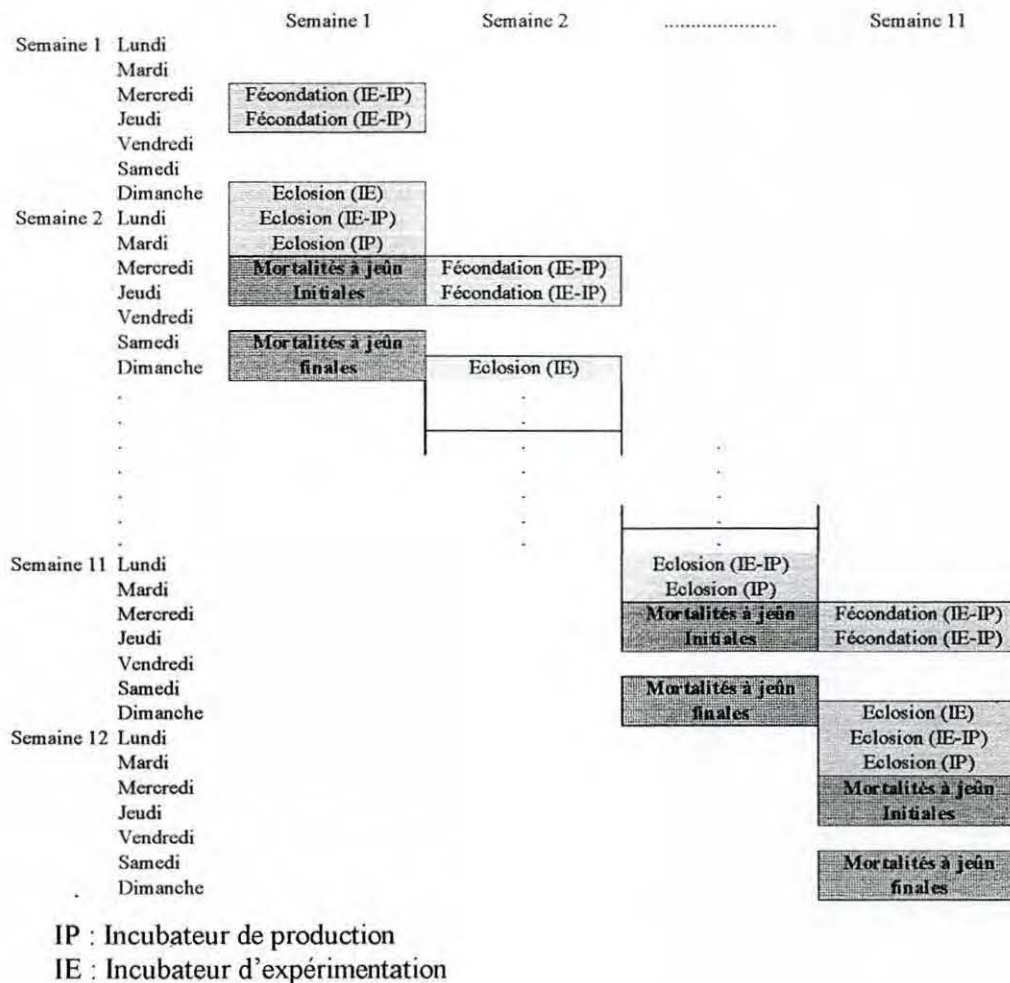 Semaine 1 Semaine 2 ..................... Semaine 11
Semaine 1 Lundi
Mardi
Mercredi Fécondation (IE-IP)
Jeudi Fécondation (IE-IP)
Vendredi
Samedi
Dimanche Eclosion (IE)
Semaine 2 Lundi Eclosion (IE-IP)
Mardi Eclosion (IP)
Mercredi Mortalités à jeûn Fécondation (IE-IP)
Jeudi Initiales Fécondation (IE-IP)
Vendredi
Samedi Mortalités à jeûn
Dimanche finales Eclosion (IE)
Semaine 11 Lundi Eclosion (IE-IP)
Mardi Eclosion (IP)
Mercredi Mortalités à jeûn Fécondation (IE-IP)
Jeudi Initiales Fécondation (IE-IP)
Vendredi
Samedi Mortalités à jeûn
Dimanche finales Eclosion (IE)
Semaine 12 Lundi Eclosion (IE-IP)
Mardi Eclosion (IP)
Mercredi Mortalités à jeûn
Jeudi Initiales
Vendredi
Samedi Mortalités à jeûn
Dimanche finales
IP : Incubateur de production
IE : Incubateur d'expérimentation